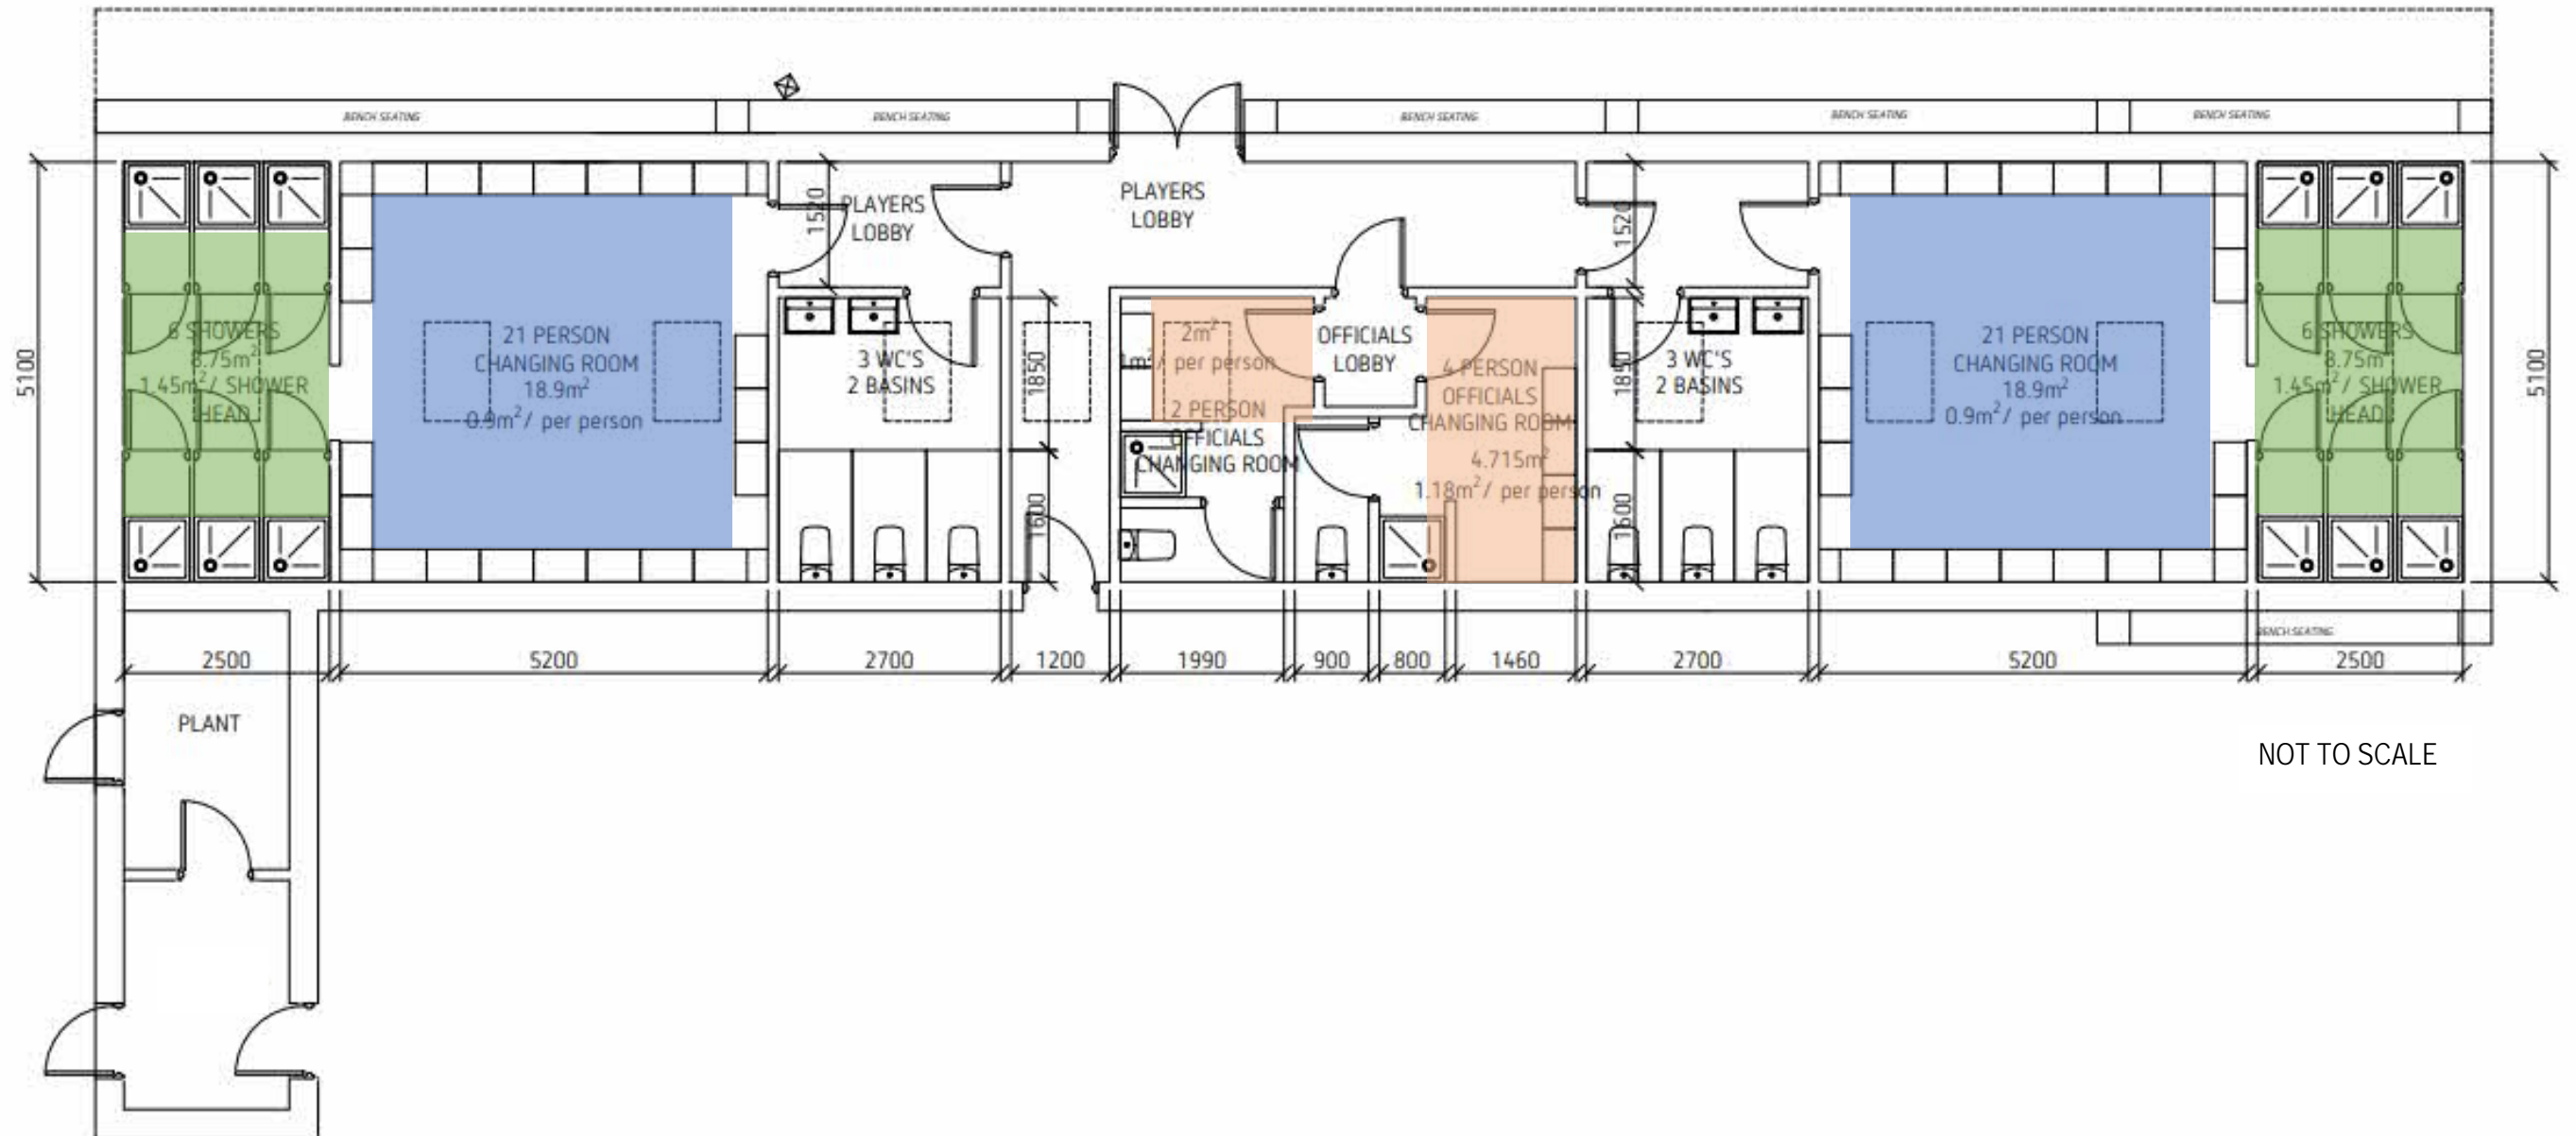 BENCH SEATING
BENCH SEATING
BENCH SEATING
BENCH SEATING
BENCH SEATING
5100
6 SHOWERS
8.75m²
1.45m²/ SHOWER
HEAD
21 PERSON
CHANGING ROOM
18.9m²
0.9m²/ per person
1520
PLAYERS
LOBBY
3 WC'S
2 BASINS
1850
1600
PLAYERS
LOBBY
2m²
1m²/ per person
2 PERSON
OFFICIALS
CHANGING ROOM
OFFICIALS
LOBBY
4 PERSON
OFFICIALS
CHANGING ROOM
4.715m²
1.18m²/ per person
1520
1850
1600
3 WC'S
2 BASINS
21 PERSON
CHANGING ROOM
18.9m²
0.9m²/ per person
6 SHOWERS
8.75m²
1.45m²/ SHOWER
HEAD
5100
BENCH SEATING
2500
5200
2700
1200
1990
900
800
1460
2700
5200
2500
PLANT
NOT TO SCALE